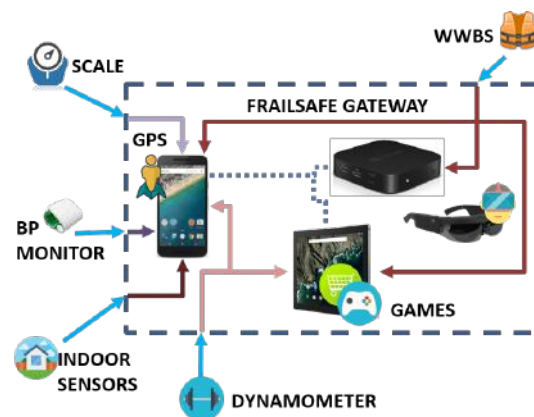 SCALE
WWBS
FRAILSAFE GATEWAY
GPS
BP
MONITOR
GAMES
INDOOR
SENSORS
DYNAMOMETER